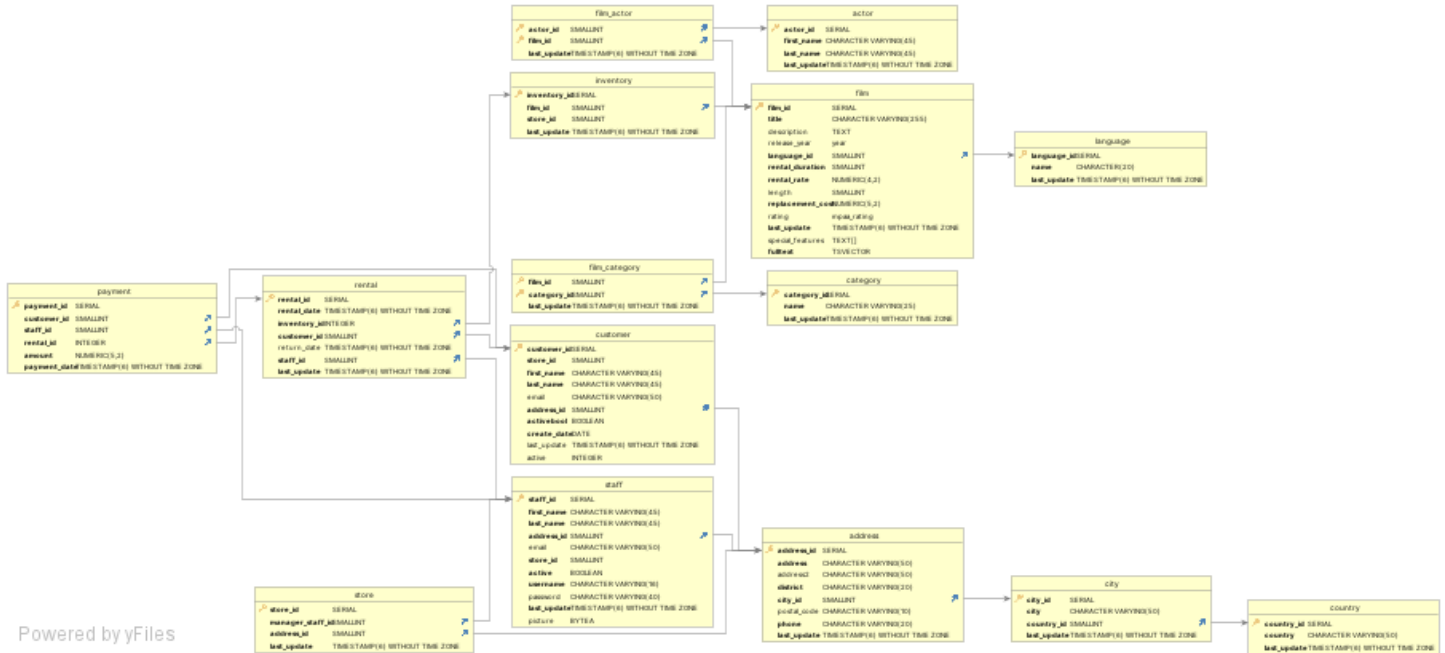 film_actor
actor_id SMALLINT
film_id SMALLINT
last_update TIMESTAMP(6) WITHOUT TIME ZONE
actor
actor_id SERIAL
first_name CHARACTER VARYING(45)
last_name CHARACTER VARYING(45)
last_update TIMESTAMP(6) WITHOUT TIME ZONE
inventory
inventory_id SERIAL
film_id SMALLINT
store_id SMALLINT
last_update TIMESTAMP(6) WITHOUT TIME ZONE
film
film_id SERIAL
title CHARACTER VARYING(255)
description TEXT
release_year year
language_id SMALLINT
rental_duration SMALLINT
rental_rate NUMERIC(4,2)
length SMALLINT
replacement_cost NUMERIC(5,2)
rating mpaa_rating
last_update TIMESTAMP(6) WITHOUT TIME ZONE
special_features TEXT[]
fulltext TSVECTOR
language
language_id SERIAL
name CHARACTER(20)
last_update TIMESTAMP(6) WITHOUT TIME ZONE
film_category
film_id SMALLINT
category_id SMALLINT
last_update TIMESTAMP(6) WITHOUT TIME ZONE
category
category_id SERIAL
name CHARACTER VARYING(25)
last_update TIMESTAMP(6) WITHOUT TIME ZONE
payment
payment_id SERIAL
customer_id SMALLINT
staff_id SMALLINT
rental_id INTEGER
amount NUMERIC(5,2)
payment_date TIMESTAMP(6) WITHOUT TIME ZONE
rental
rental_id SERIAL
rental_date TIMESTAMP(6) WITHOUT TIME ZONE
inventory_id INTEGER
customer_id SMALLINT
return_date TIMESTAMP(6) WITHOUT TIME ZONE
staff_id SMALLINT
last_update TIMESTAMP(6) WITHOUT TIME ZONE
customer
customer_id SERIAL
store_id SMALLINT
first_name CHARACTER VARYING(45)
last_name CHARACTER VARYING(45)
email CHARACTER VARYING(50)
address_id SMALLINT
activebool BOOLEAN
create_date DATE
last_update TIMESTAMP(6) WITHOUT TIME ZONE
active INTEGER
staff
staff_id SERIAL
first_name CHARACTER VARYING(45)
last_name CHARACTER VARYING(45)
address_id SMALLINT
email CHARACTER VARYING(50)
store_id SMALLINT
active BOOLEAN
username CHARACTER VARYING(16)
password CHARACTER VARYING(40)
last_update TIMESTAMP(6) WITHOUT TIME ZONE
picture BYTEA
address
address_id SERIAL
address CHARACTER VARYING(50)
address2 CHARACTER VARYING(50)
district CHARACTER VARYING(20)
city_id SMALLINT
postal_code CHARACTER VARYING(10)
phone CHARACTER VARYING(20)
last_update TIMESTAMP(6) WITHOUT TIME ZONE
store
store_id SERIAL
manager_staff_id SMALLINT
address_id SMALLINT
last_update TIMESTAMP(6) WITHOUT TIME ZONE
city
city_id SERIAL
city CHARACTER VARYING(50)
country_id SMALLINT
last_update TIMESTAMP(6) WITHOUT TIME ZONE
country
country_id SERIAL
country CHARACTER VARYING(50)
last_update TIMESTAMP(6) WITHOUT TIME ZONE
Powered by yFiles